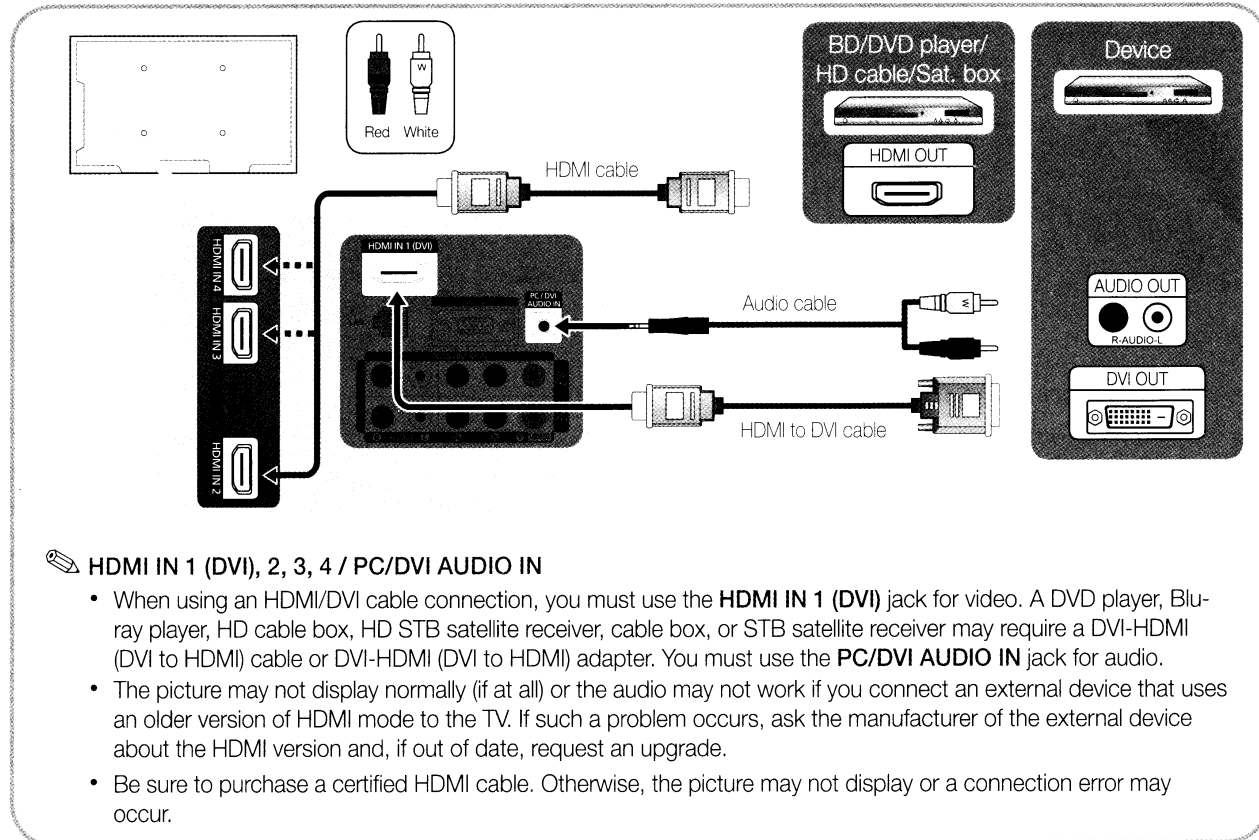 BD/DVD player/
HD cable/Sat. box
Device
W
Red White
HDMI OUT
HDMI cable
HDMI IN 4
HDMI IN 3
HDMI IN 2
HDMI IN 1 (DVI)
PC / DVI
AUDIO IN
Audio cable
W
AUDIO OUT
R-AUDIO-L
DVI OUT
HDMI to DVI cable
HDMI IN 1 (DVI), 2, 3, 4 / PC/DVI AUDIO IN
• When using an HDMI/DVI cable connection, you must use the HDMI IN 1 (DVI) jack for video. A DVD player, Blu-
ray player, HD cable box, HD STB satellite receiver, cable box, or STB satellite receiver may require a DVI-HDMI
(DVI to HDMI) cable or DVI-HDMI (DVI to HDMI) adapter. You must use the PC/DVI AUDIO IN jack for audio.
• The picture may not display normally (if at all) or the audio may not work if you connect an external device that uses
an older version of HDMI mode to the TV. If such a problem occurs, ask the manufacturer of the external device
about the HDMI version and, if out of date, request an upgrade.
• Be sure to purchase a certified HDMI cable. Otherwise, the picture may not display or a connection error may
occur.